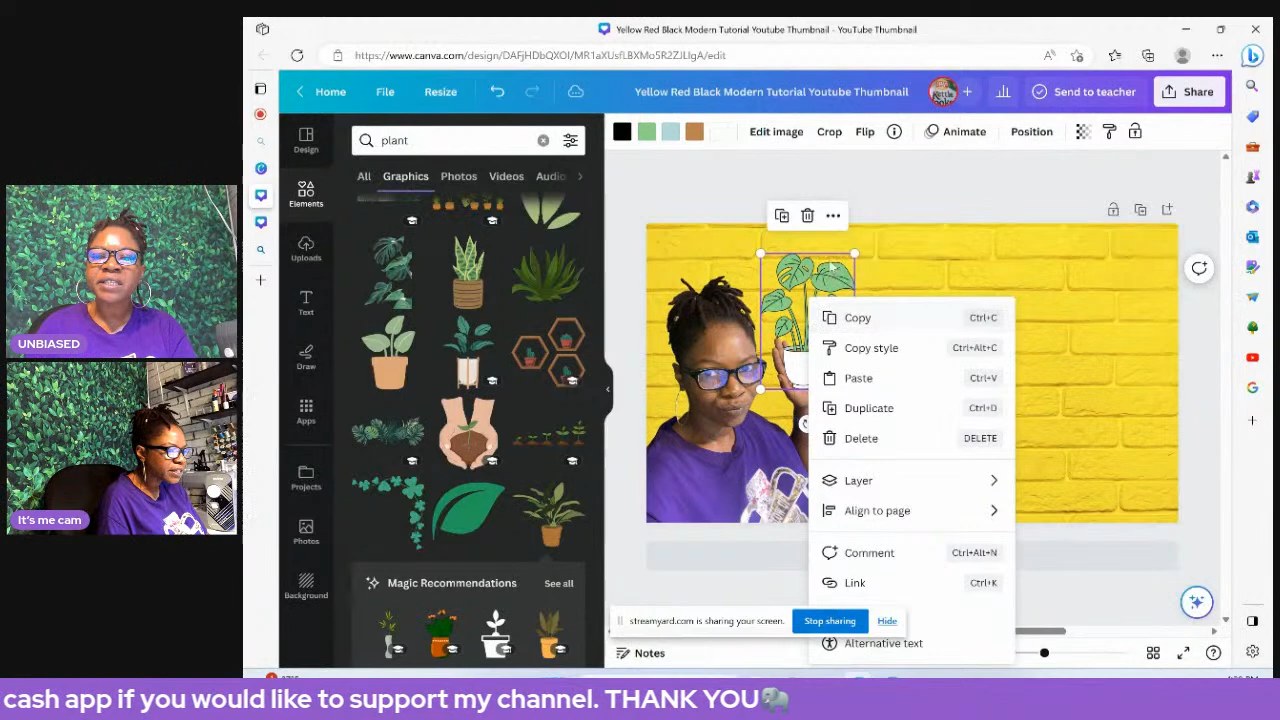 Yellow Red Black Modern Tutorial Youtube Thumbnail - YouTube Thumbnail
https://www.canva.com/design/DAFjHDbQXOI/MR1aXUsfLBXMo5R2ZJLIgA/edit
Home File Resize Yellow Red Black Modern Tutorial Youtube Thumbnail Send to teacher Share
Design
plant
Edit image Crop Flip Animate Position
All Graphics Photos Videos Audio
Elements
Uploads
Text
Draw
Apps
Projects
Photos
Background
Copy Ctrl+C
Copy style Ctrl+Alt+C
Paste Ctrl+V
Duplicate Ctrl+D
Delete DELETE
Layer
Align to page
Comment Ctrl+Alt+N
Link Ctrl+K
Alternative text
Magic Recommendations See all
streamyard.com is sharing your screen. Stop sharing Hide
Notes
UNBIASED
It's me cam
cash app if you would like to support my channel. THANK YOU🐘